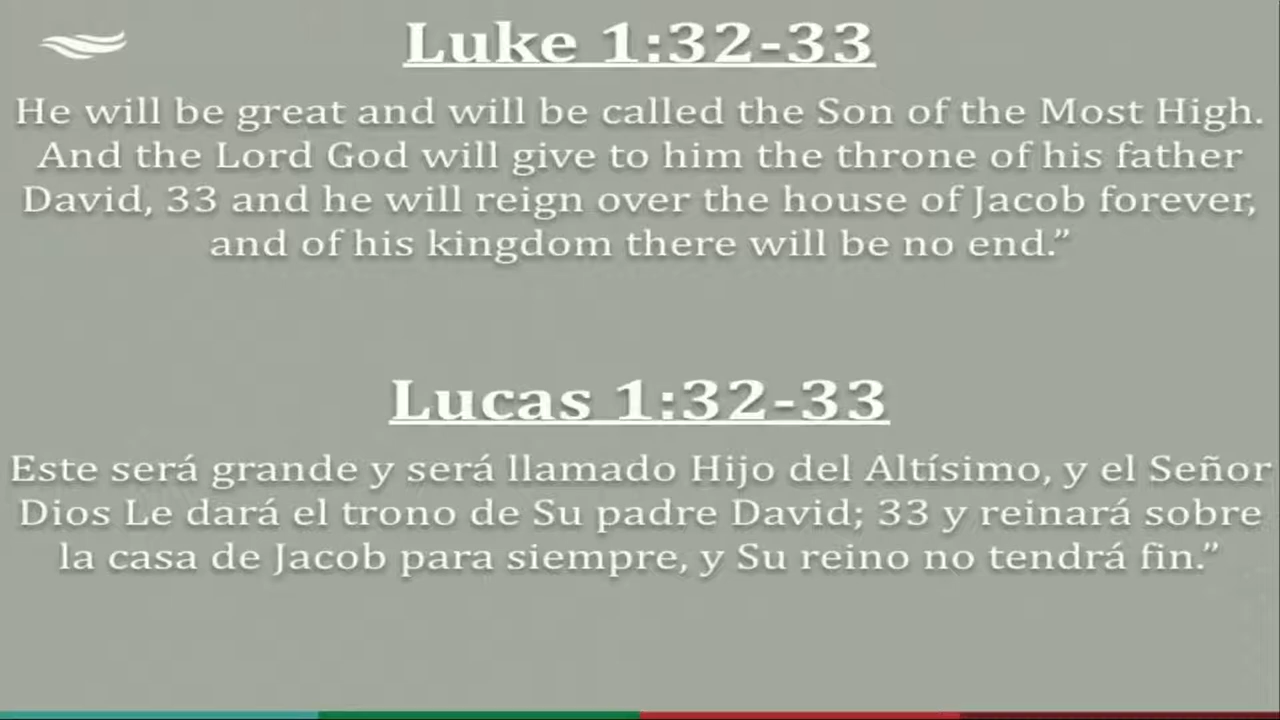 Luke 1:32-33
He will be great and will be called the Son of the Most High.
And the Lord God will give to him the throne of his father
David, 33 and he will reign over the house of Jacob forever,
and of his kingdom there will be no end.”
Lucas 1:32-33
Este será grande y será llamado Hijo del Altísimo, y el Señor
Dios Le dará el trono de Su padre David; 33 y reinará sobre
la casa de Jacob para siempre, y Su reino no tendrá fin.”